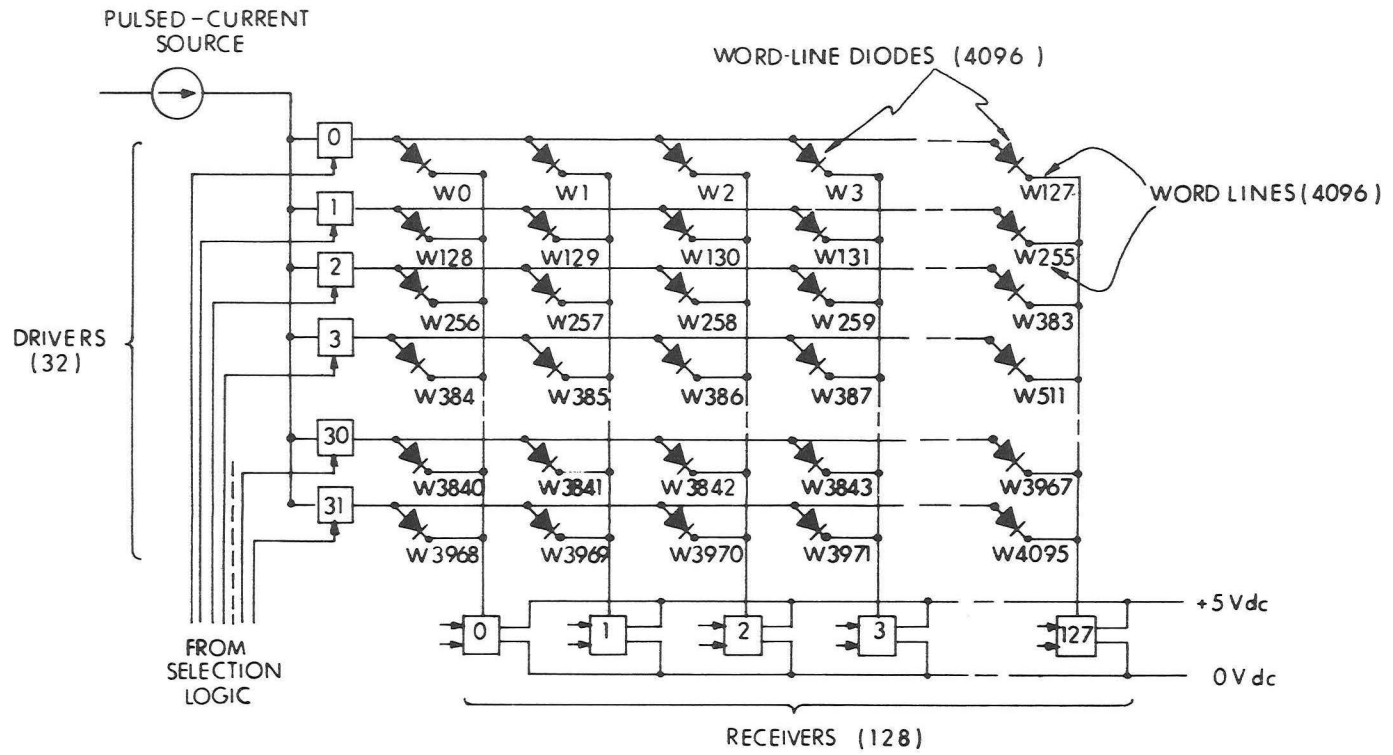 PULSED-CURRENT
SOURCE
WORD-LINE DIODES (4096 )
0
W0 W1 W2 W3 W127
WORD LINES(4096)
1
W128 W129 W130 W131 W255
2
W256 W257 W258 W259 W383
DRIVERS
(32)
3
W384 W385 W386 W387 W511
30
W3840 W3841 W3842 W3843 W3967
31
W3968 W3969 W3970 W3971 W4095
+5 Vdc
0 1 2 3 127
0 V dc
FROM
SELECTION
LOGIC
RECEIVERS (128)